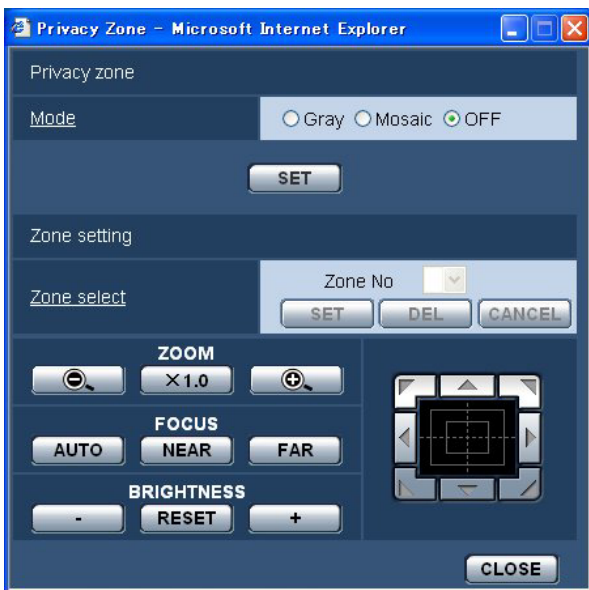 Privacy Zone - Microsoft Internet Explorer
Privacy zone
Mode Gray Mosaic OFF
SET
Zone setting
Zone select Zone No
SET DEL CANCEL
ZOOM
×1.0
FOCUS
AUTO NEAR FAR
BRIGHTNESS
- RESET +
CLOSE